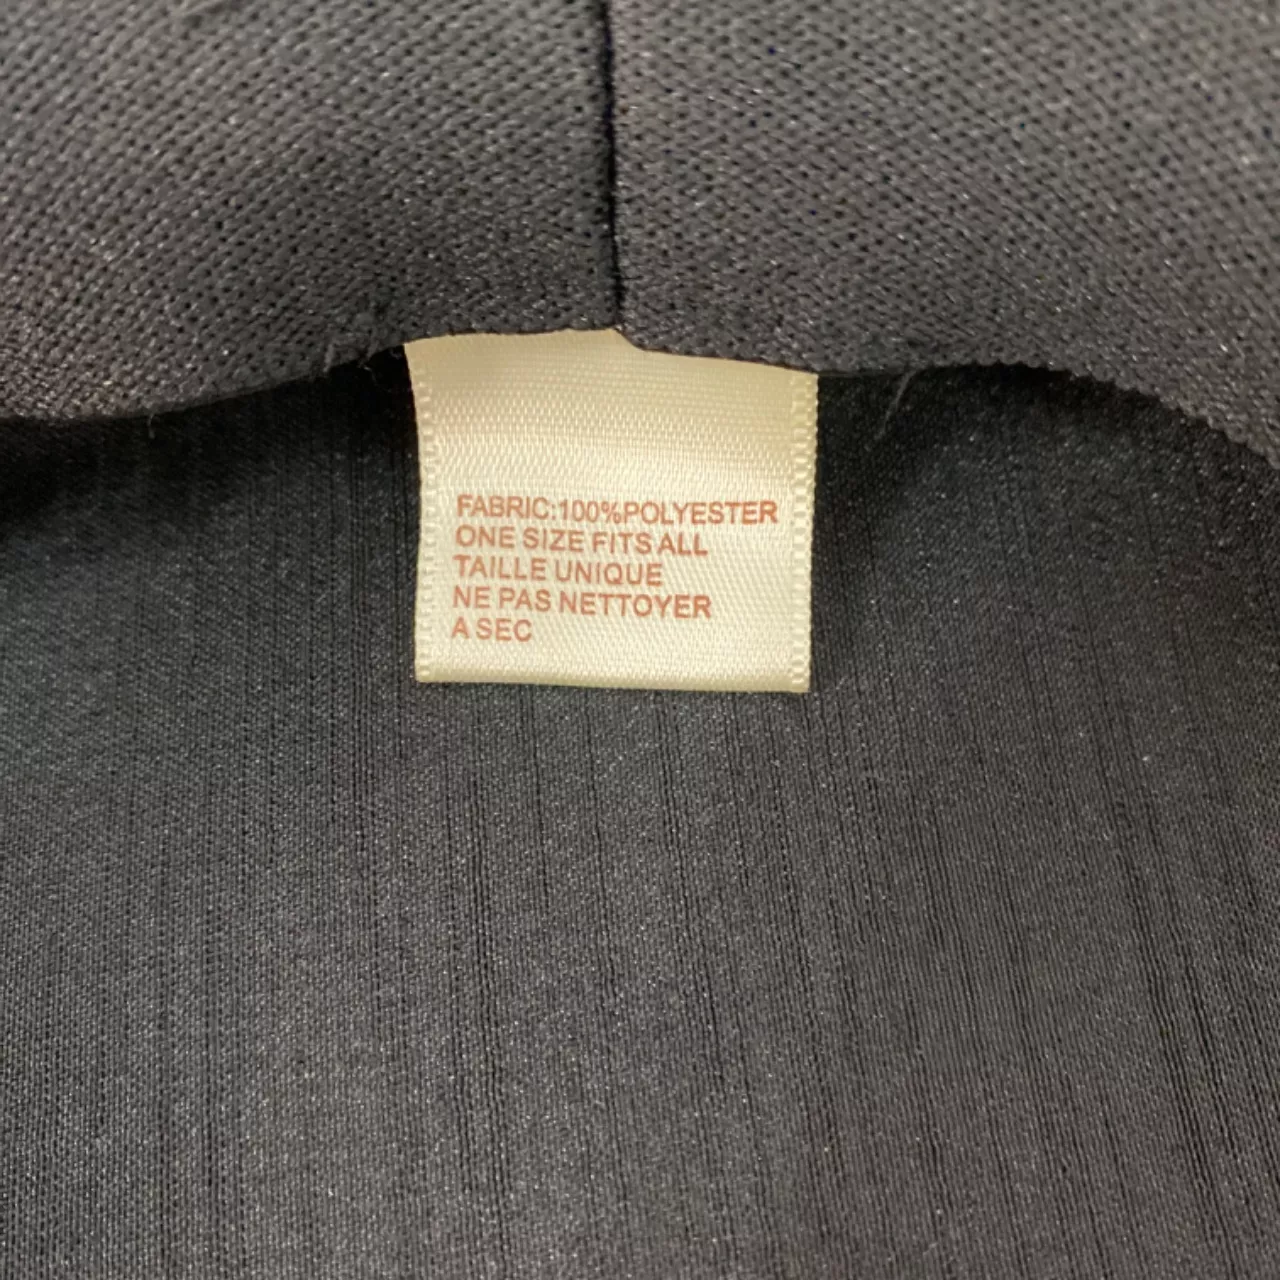 FABRIC:100%POLYESTER
ONE SIZE FITS ALL
TAILLE UNIQUE
NE PAS NETTOYER
A SEC